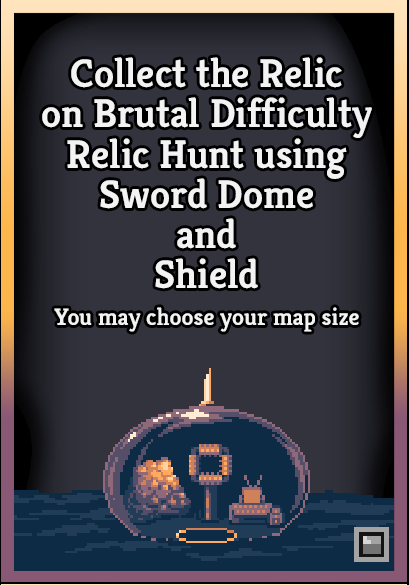 Collect the Relic
on Brutal Difficulty
Relic Hunt using
Sword Dome
and
Shield
You may choose your map size